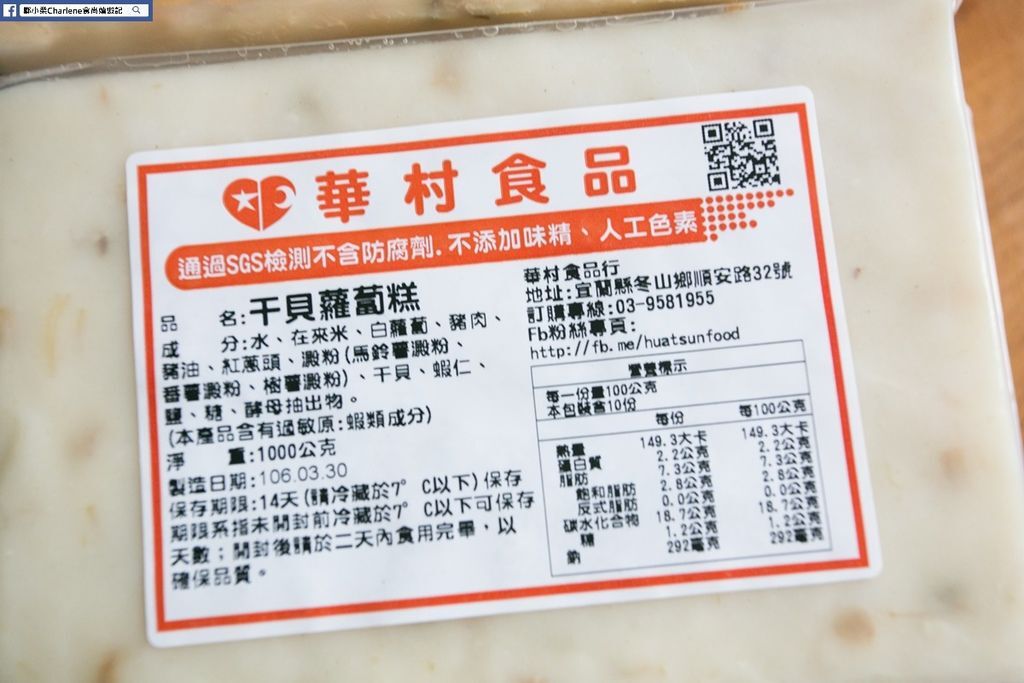 鄭小柔Charlene食尚嬉遊記
華村食品
通過SGS檢測不含防腐劑.不添加味精、人工色素
品 名:干貝蘿蔔糕
成 分:水、在來米、白蘿蔔、豬肉、
豬油、紅蔥頭、澱粉(馬鈴薯澱粉、
番薯澱粉、樹薯澱粉)、干貝、蝦仁、
鹽、糖、酵母抽出物。
(本產品含有過敏原:蝦類成分)
淨 重:1000公克
製造日期:106.03.30
保存期限:14天(請冷藏於7°C以下)保存
期限系指未開封前冷藏於7°C以下可保存
天數；開封後請於二天內食用完畢，以
確保品質。
華村食品行
地址:宜蘭縣冬山鄉順安路32號
訂購專線:03-9581955
Fb粉絲專頁:
http://fb.me/huatsunfood
營養標示
每一份量100公克
本包裝含10份
每份 每100公克
熱量 149.3大卡 149.3大卡
蛋白質 2.2公克 2.2公克
脂肪 7.3公克 7.3公克
飽和脂肪 2.8公克 2.8公克
反式脂肪 0.0公克 0.0公克
碳水化合物 18.7公克 18.7公克
糖 1.2公克 1.2公克
鈉 292毫克 292毫克